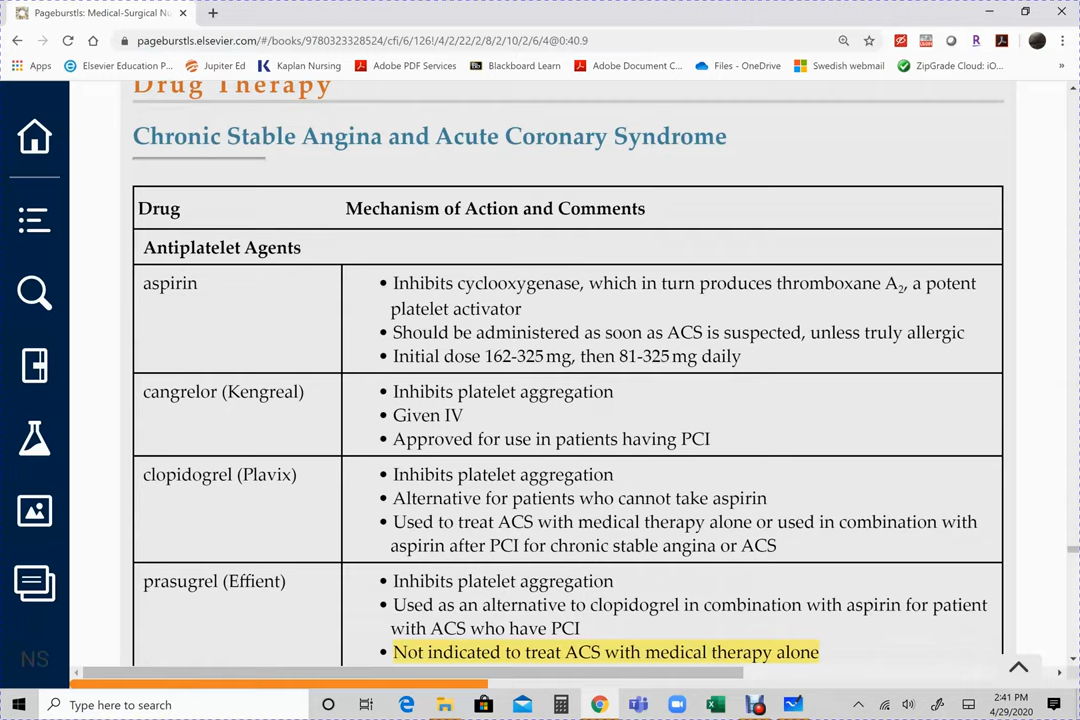 Pageburstls: Medical-Surgical Nu
pageburstls.elsevier.com/#/books/9780323328524/cfi/6/126!/4/2/22/2/8/2/10/2/6/4@0:40.9
Apps Elsevier Education P... Jupiter Ed Kaplan Nursing Adobe PDF Services Blackboard Learn Adobe Document C... Files - OneDrive Swedish webmail ZipGrade Cloud: iO... »
Drug Therapy
Chronic Stable Angina and Acute Coronary Syndrome
Drug Mechanism of Action and Comments
Antiplatelet Agents
aspirin • Inhibits cyclooxygenase, which in turn produces thromboxane A2, a potent
platelet activator
• Should be administered as soon as ACS is suspected, unless truly allergic
• Initial dose 162-325 mg, then 81-325 mg daily
cangrelor (Kengreal) • Inhibits platelet aggregation
• Given IV
• Approved for use in patients having PCI
clopidogrel (Plavix) • Inhibits platelet aggregation
• Alternative for patients who cannot take aspirin
• Used to treat ACS with medical therapy alone or used in combination with
aspirin after PCI for chronic stable angina or ACS
prasugrel (Effient) • Inhibits platelet aggregation
• Used as an alternative to clopidogrel in combination with aspirin for patient
with ACS who have PCI
• Not indicated to treat ACS with medical therapy alone
NS
Type here to search
2:41 PM
4/29/2020